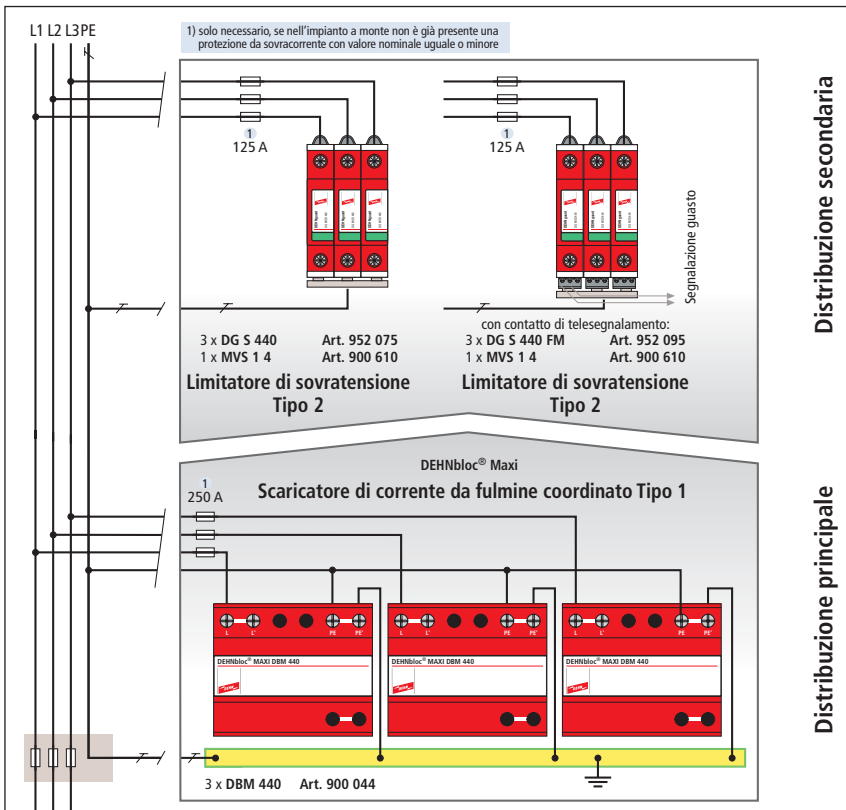 L1 L2 L3 PE
1) solo necessario, se nell'impianto a monte non è già presente una
protezione da sovracorrente con valore nominale uguale o minore
1
125 A
1
125 A
Segnalazione guasto
3 x DG S 440 Art. 952 075
1 x MVS 1 4 Art. 900 610
Limitatore di sovratensione
Tipo 2
con contatto di telesegnalamento:
3 x DG S 440 FM Art. 952 095
1 x MVS 1 4 Art. 900 610
Limitatore di sovratensione
Tipo 2
Distribuzione secondaria
DEHNbloc® Maxi
Scaricatore di corrente da fulmine coordinato Tipo 1
1
250 A
L L' PE PE'
L L' PE PE'
L L' PE PE'
DEHNbloc® MAXI DBM 440
DEHNbloc® MAXI DBM 440
DEHNbloc® MAXI DBM 440
3 x DBM 440 Art. 900 044
Distribuzione principale